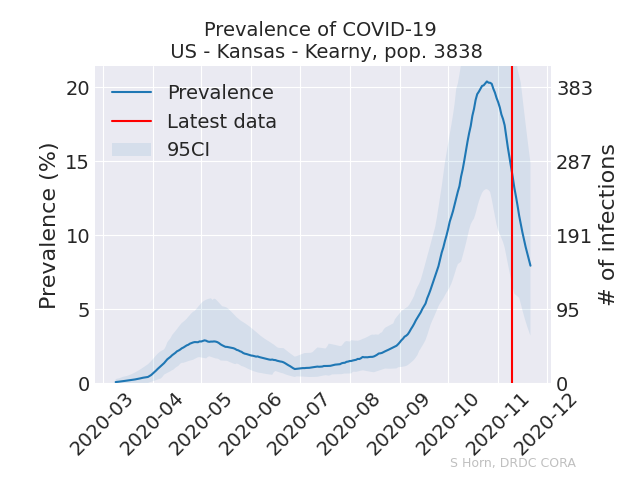 Prevalence of COVID-19
US - Kansas - Kearny, pop. 3838
Prevalence
Latest data
95CI
Prevalence (%)
20
15
10
5
0
383
287
191
95
0
# of infections
2020-03
2020-04
2020-05
2020-06
2020-07
2020-08
2020-09
2020-10
2020-11
2020-12
S Horn, DRDC CORA